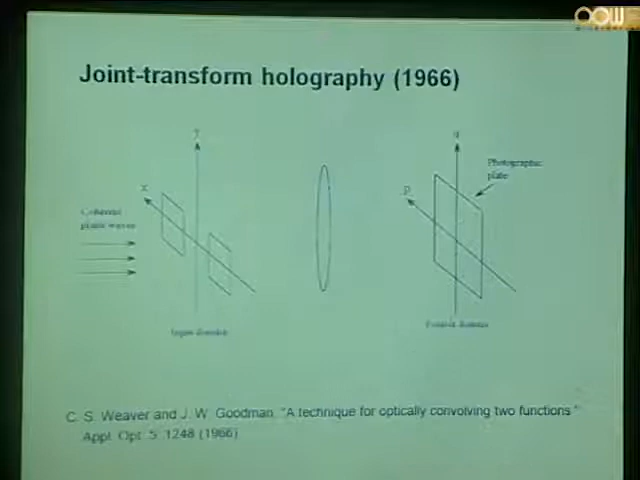 Joint-transform holography (1966)
y
q
Photographic
plate
x
p
Coherent
plane waves
Input domain
Fourier domain
C. S. Weaver and J. W. Goodman, "A technique for optically convolving two functions,"
Appl. Opt. 5, 1248 (1966)